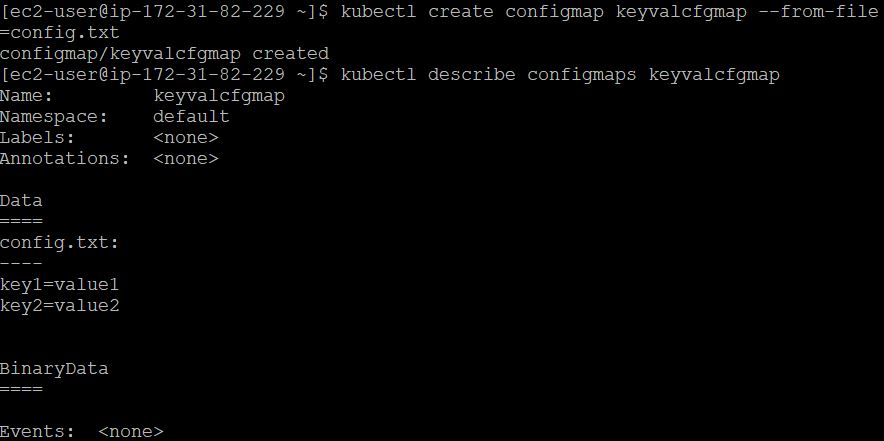 [ec2-user@ip-172-31-82-229 ~]$ kubectl create configmap keyvalcfgmap --from-file
=config.txt
configmap/keyvalcfgmap created
[ec2-user@ip-172-31-82-229 ~]$ kubectl describe configmaps keyvalcfgmap
Name:         keyvalcfgmap
Namespace:    default
Labels:       <none>
Annotations:  <none>

Data
====
config.txt:
----
key1=value1
key2=value2


BinaryData
====

Events:  <none>